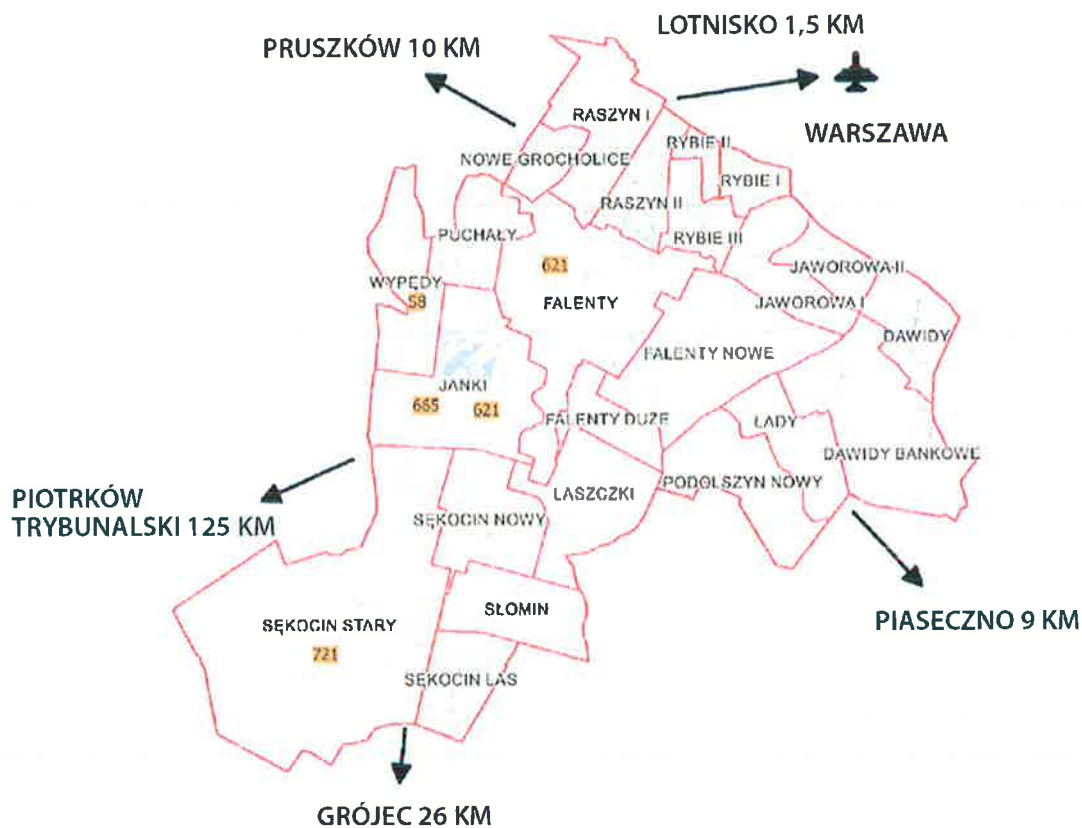 LOTNISKO 1,5 KM
PRUSZKÓW 10 KM
WARSZAWA
RASZYN I
RYBIE II
NOWE GROCHOLICE
RYBIE I
RASZYN II
PUCHAŁY
RYBIE III
621
JAWOROWA II
WYPĘDY
S8
FALENTY
JAWOROWA I
DAWIDY
FALENTY NOWE
JANKI
665
621
FALENTY DUŻE
ŁADY
DAWIDY BANKOWE
PODOLSZYN NOWY
LASZCZKI
PIOTRKÓW
TRYBUNALSKI 125 KM
SĘKOCIN NOWY
SŁOMIN
PIASECZNO 9 KM
SĘKOCIN STARY
721
SĘKOCIN LAS
GRÓJEC 26 KM